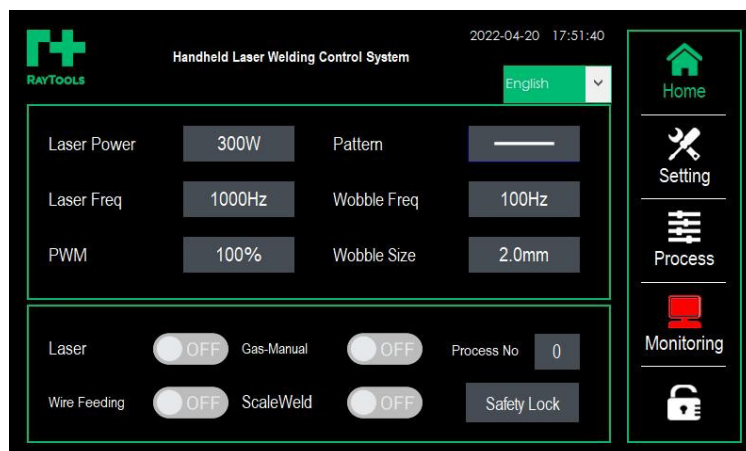 2022-04-20 17:51:40
RAYTOOLS
Handheld Laser Welding Control System
English
Home
Laser Power 300W Pattern
Setting
Laser Freq 1000Hz Wobble Freq 100Hz
PWM 100% Wobble Size 2.0mm
Process
Monitoring
Laser OFF Gas-Manual OFF Process No 0
Wire Feeding OFF ScaleWeld OFF Safety Lock